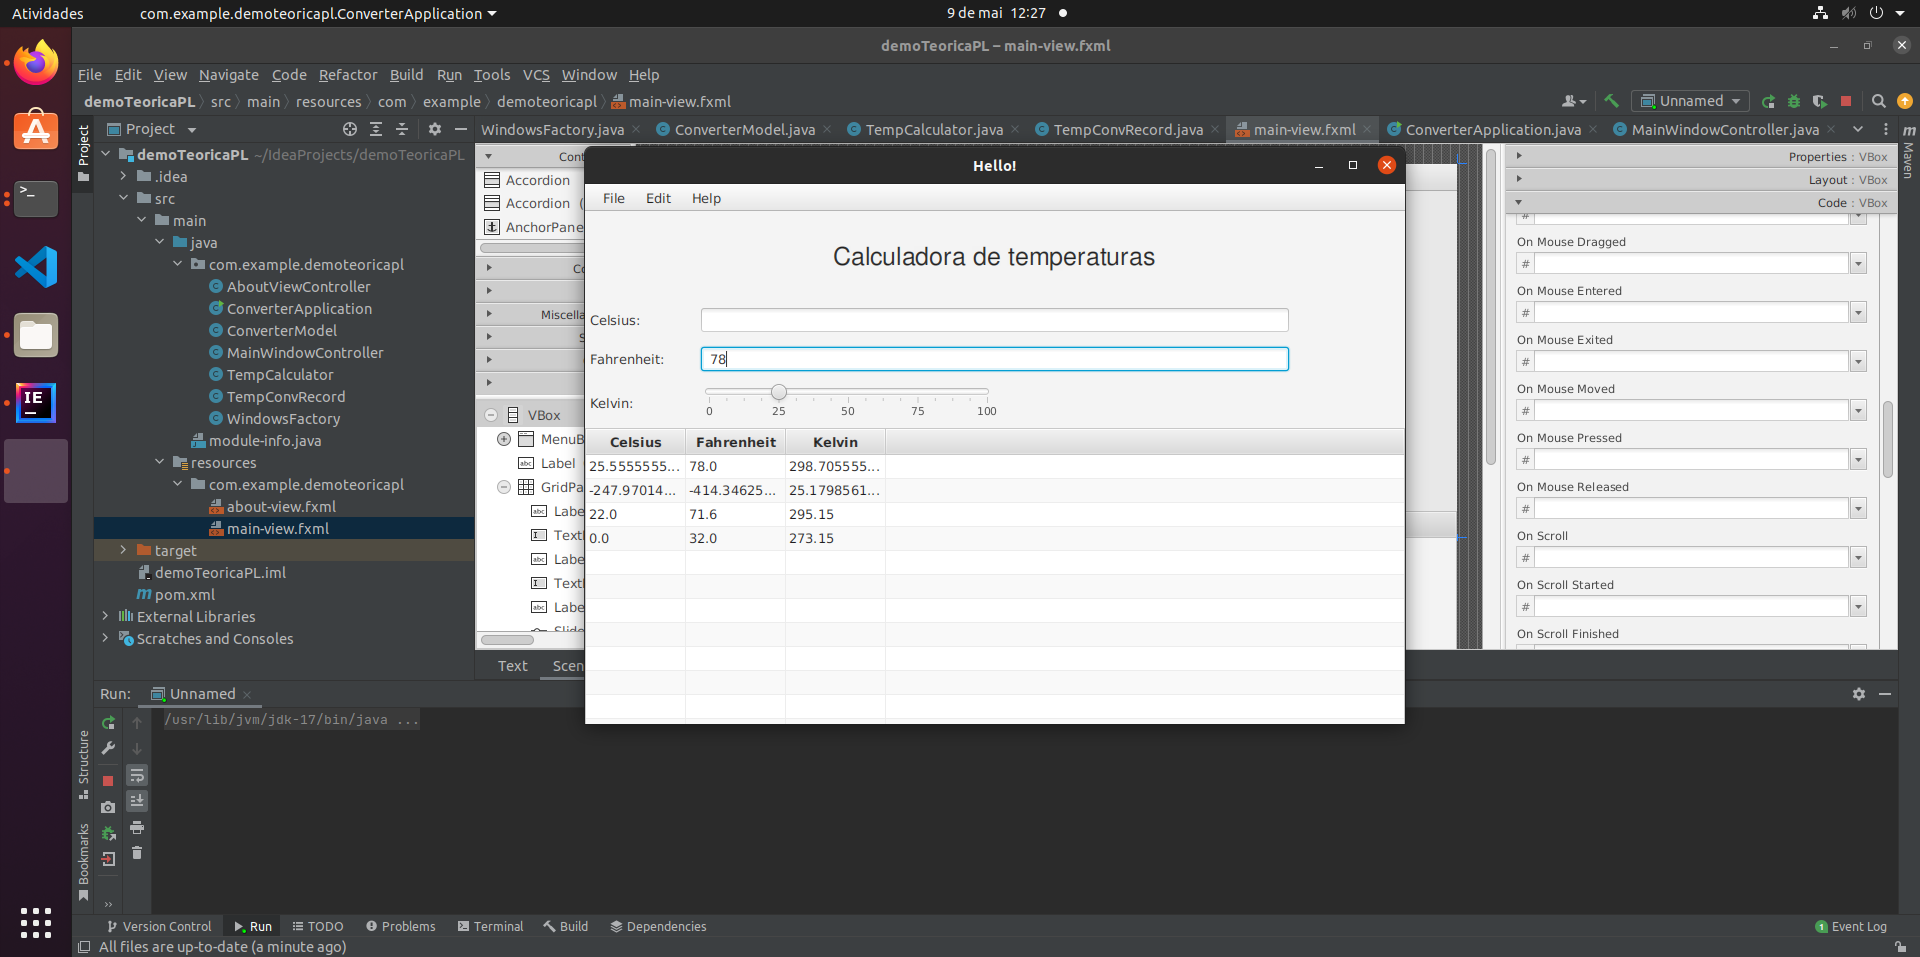 Atividades
com.example.demoteoricapl.ConverterApplication
9 de mai 12:27
demoTeoricaPL – main-view.fxml
File Edit View Navigate Code Refactor Build Run Tools VCS Window Help
demoTeoricaPL src main resources com example demoteoricapl main-view.fxml
Unnamed
Project
WindowsFactory.java ConverterModel.java TempCalculator.java TempConvRecord.java main-view.fxml ConverterApplication.java MainWindowController.java
Project
Maven
demoTeoricaPL ~/IdeaProjects/demoTeoricaPL
.idea
src
main
java
com.example.demoteoricapl
AboutViewController
ConverterApplication
ConverterModel
MainWindowController
TempCalculator
TempConvRecord
WindowsFactory
module-info.java
resources
com.example.demoteoricapl
about-view.fxml
main-view.fxml
target
demoTeoricaPL.iml
pom.xml
External Libraries
Scratches and Consoles
Accordion
Accordion (
AnchorPane
Miscella
VBox
MenuB
Label
GridPa
Labe
Text
Labe
Text
Labe
Slide
Text Scen
Hello!
File Edit Help
Calculadora de temperaturas
Celsius:
Fahrenheit: 78
Kelvin:
0 25 50 75 100
Celsius Fahrenheit Kelvin
25.5555555... 78.0 298.705555...
-247.97014... -414.34625... 25.1798561...
22.0 71.6 295.15
0.0 32.0 273.15
Properties : VBox
Layout : VBox
Code : VBox
On Mouse Dragged
#
On Mouse Entered
#
On Mouse Exited
#
On Mouse Moved
#
On Mouse Pressed
#
On Mouse Released
#
On Scroll
#
On Scroll Started
#
On Scroll Finished
Run: Unnamed
/usr/lib/jvm/jdk-17/bin/java ...
Structure
Bookmarks
Version Control Run TODO Problems Terminal Build Dependencies
1 Event Log
All files are up-to-date (a minute ago)